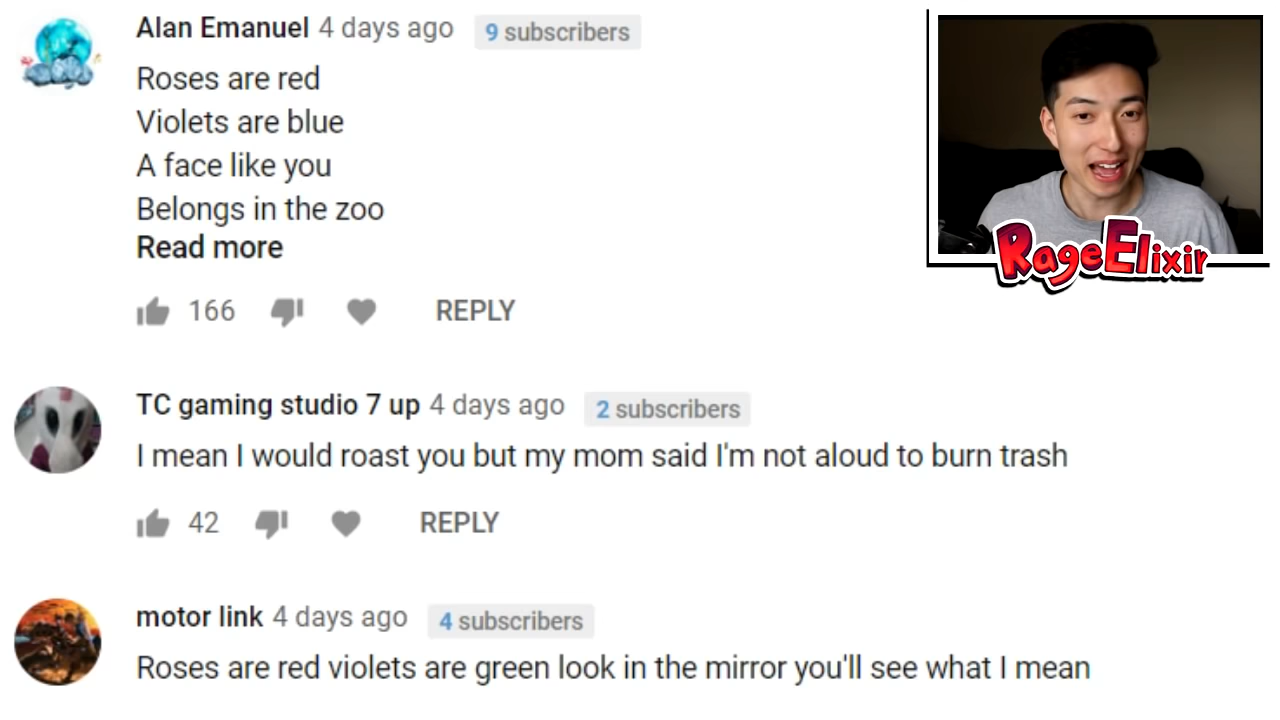 Alan Emanuel 4 days ago 9 subscribers
Roses are red
Violets are blue
A face like you
Belongs in the zoo
Read more
166 REPLY
RageElixir
TC gaming studio 7 up 4 days ago 2 subscribers
I mean I would roast you but my mom said I'm not aloud to burn trash
42 REPLY
motor link 4 days ago 4 subscribers
Roses are red violets are green look in the mirror you'll see what I mean